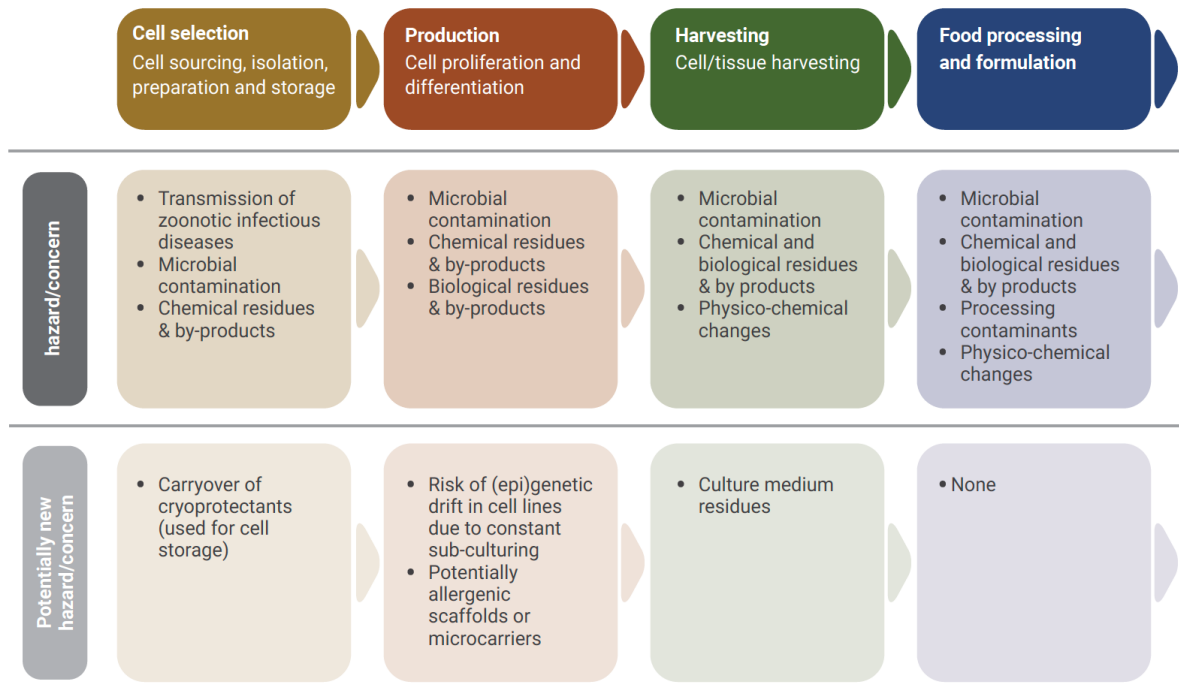 Cell selection
Cell sourcing, isolation,
preparation and storage
Production
Cell proliferation and
differentiation
Harvesting
Cell/tissue harvesting
Food processing
and formulation
hazard/concern
• Transmission of
zoonotic infectious
diseases
• Microbial
contamination
• Chemical residues
& by-products
• Microbial
contamination
• Chemical residues
& by-products
• Biological residues
& by-products
• Microbial
contamination
• Chemical and
biological residues
& by products
• Physico-chemical
changes
• Microbial
contamination
• Chemical and
biological residues
& by products
• Processing
contaminants
• Physico-chemical
changes
Potentially new
hazard/concern
• Carryover of
cryoprotectants
(used for cell
storage)
• Risk of (epi)genetic
drift in cell lines
due to constant
sub-culturing
• Potentially
allergenic
scaffolds or
microcarriers
• Culture medium
residues
• None